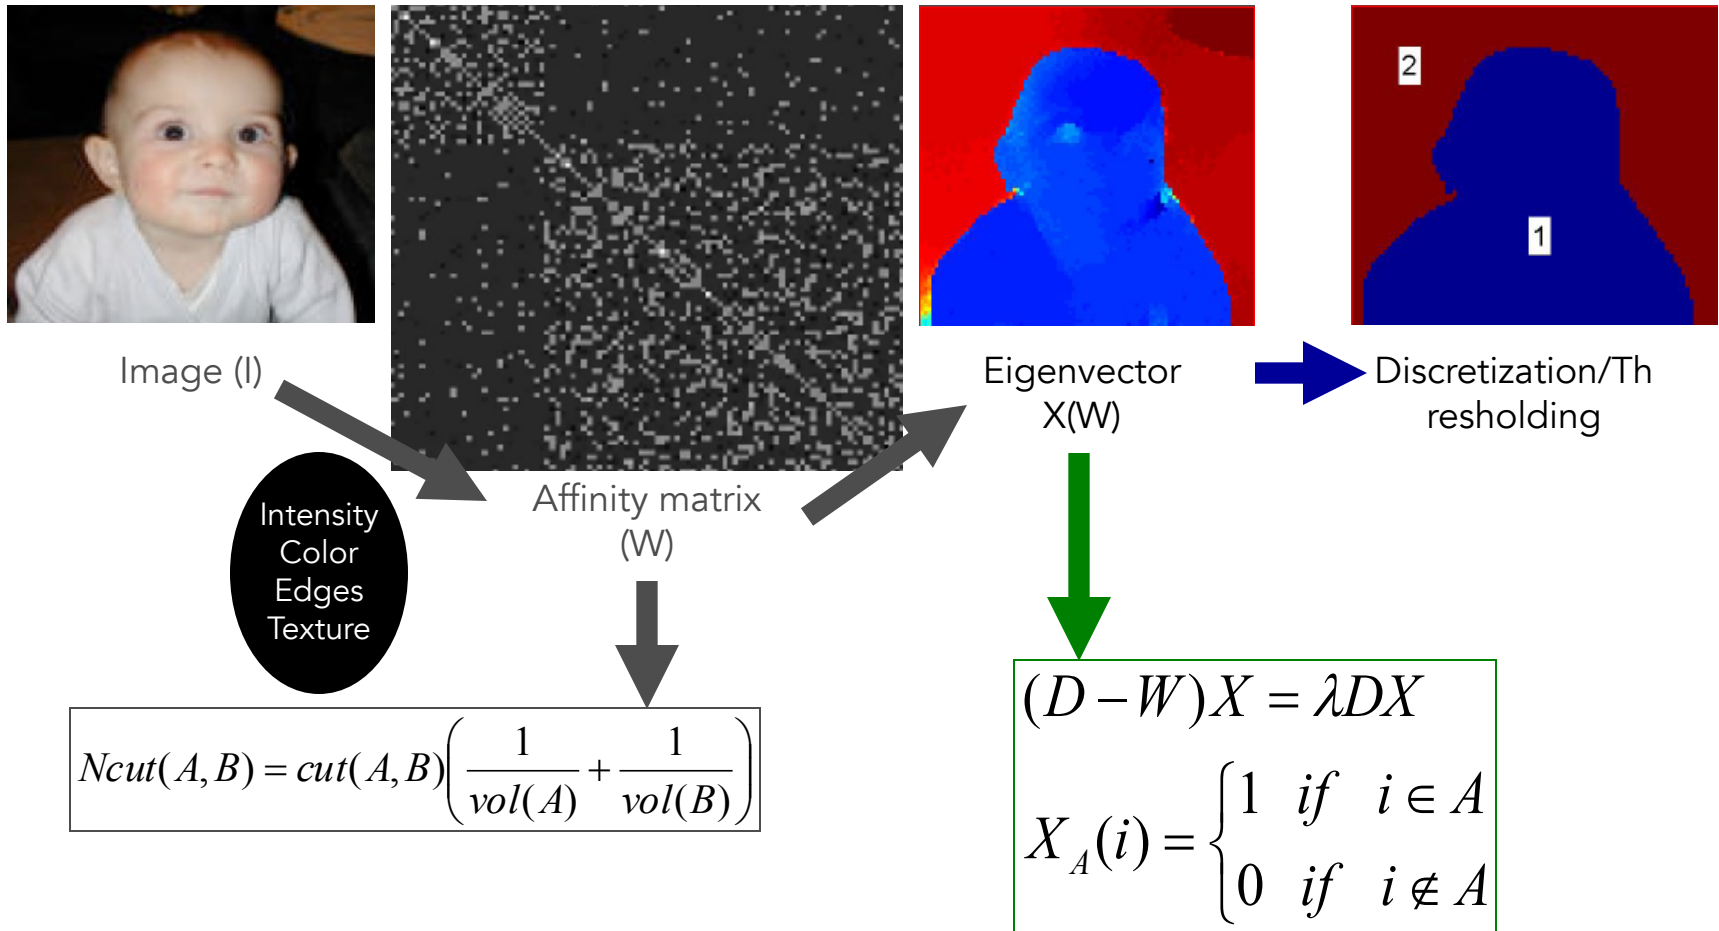 2
1
Image (I)
Eigenvector
X(W)
Discretization/Th
resholding
Affinity matrix
(W)
Intensity
Color
Edges
Texture
Ncut(A, B) = cut(A, B)(1/vol(A) + 1/vol(B))
(D − W)X = λDX
X_A(i) = {1 if i ∈ A
0 if i ∉ A